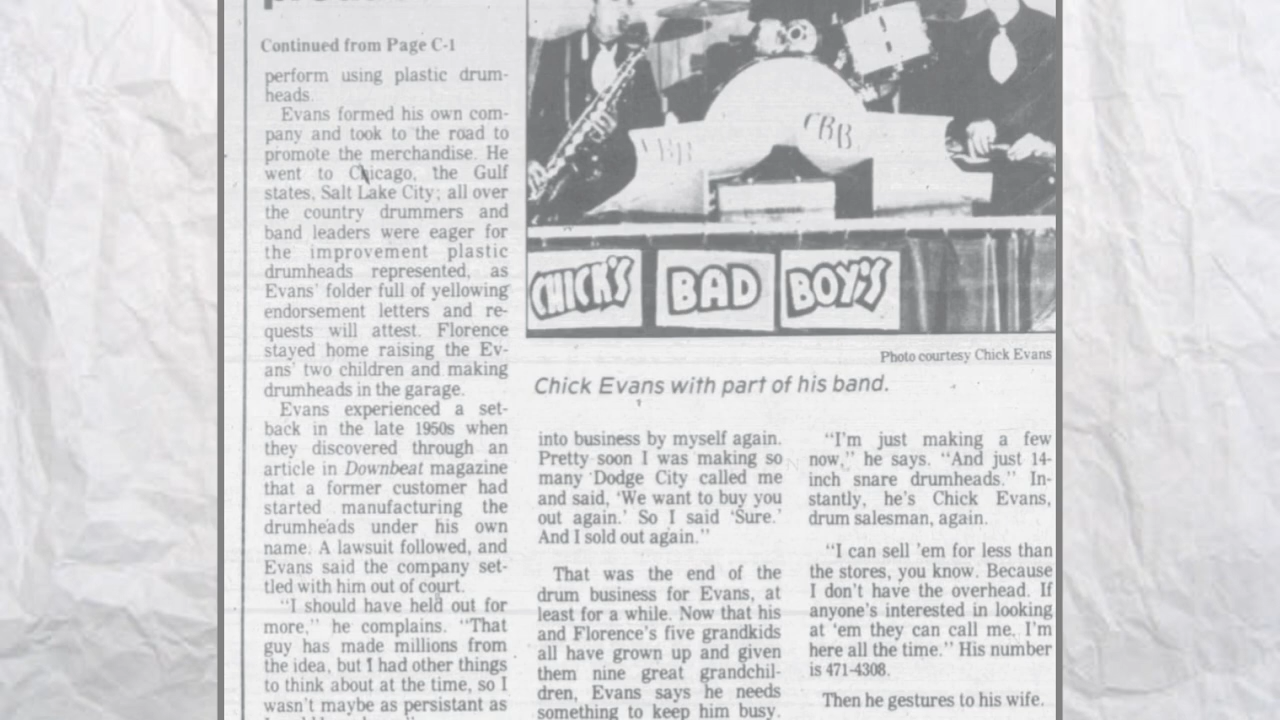 Continued from Page C-1
perform using plastic drum-
heads.
Evans formed his own com-
pany and took to the road to
promote the merchandise. He
went to Chicago, the Gulf
states, Salt Lake City; all over
the country drummers and
band leaders were eager for
the improvement plastic
drumheads represented, as
Evans' folder full of yellowing
endorsement letters and re-
quests will attest. Florence
stayed home raising the Ev-
ans' two children and making
drumheads in the garage.
Evans experienced a set-
back in the late 1950s when
they discovered through an
article in Downbeat magazine
that a former customer had
started manufacturing the
drumheads under his own
name. A lawsuit followed, and
Evans said the company set-
tled with him out of court.
"I should have held out for
more," he complains. "That
guy has made millions from
the idea, but I had other things
to think about at the time, so I
wasn't maybe as persistant as
CBB
CBB
CHICK'S BAD BOY'S
Photo courtesy Chick Evans
Chick Evans with part of his band.
into business by myself again.
Pretty soon I was making so
many Dodge City called me
and said, 'We want to buy you
out again.' So I said 'Sure.'
And I sold out again."
That was the end of the
drum business for Evans, at
least for a while. Now that his
and Florence's five grandkids
all have grown up and given
them nine great grandchil-
dren, Evans says he needs
something to keep him busy.
"I'm just making a few
now," he says. "And just 14-
inch snare drumheads." In-
stantly, he's Chick Evans,
drum salesman, again.
"I can sell 'em for less than
the stores, you know. Because
I don't have the overhead. If
anyone's interested in looking
at 'em they can call me. I'm
here all the time." His number
is 471-4308.
Then he gestures to his wife.